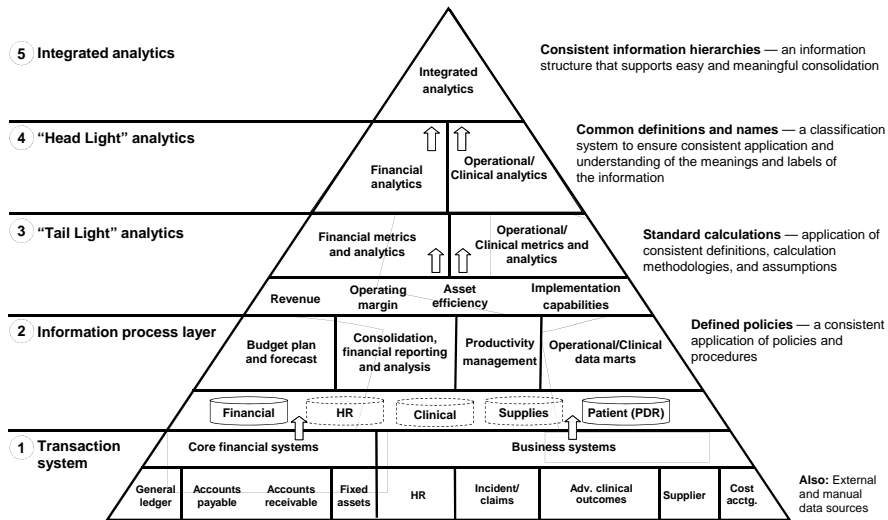 5 Integrated analytics
Integrated
analytics
Consistent information hierarchies — an information
structure that supports easy and meaningful consolidation
4 “Head Light” analytics
Financial
analytics
Operational/
Clinical analytics
Common definitions and names — a classification
system to ensure consistent application and
understanding of the meanings and labels of
the information
3 “Tail Light” analytics
Financial metrics
and analytics
Operational/
Clinical metrics and
analytics
Standard calculations — application of
consistent definitions, calculation
methodologies, and assumptions
Revenue
Operating
margin
Asset
efficiency
Implementation
capabilities
2 Information process layer
Budget plan
and forecast
Consolidation,
financial reporting
and analysis
Productivity
management
Operational/Clinical
data marts
Defined policies — a consistent
application of policies and
procedures
Financial
HR
Clinical
Supplies
Patient (PDR)
1 Transaction
system
Core financial systems
Business systems
General
ledger
Accounts
payable
Accounts
receivable
Fixed
assets
HR
Incident/
claims
Adv. clinical
outcomes
Supplier
Cost
acctg.
Also: External
and manual
data sources